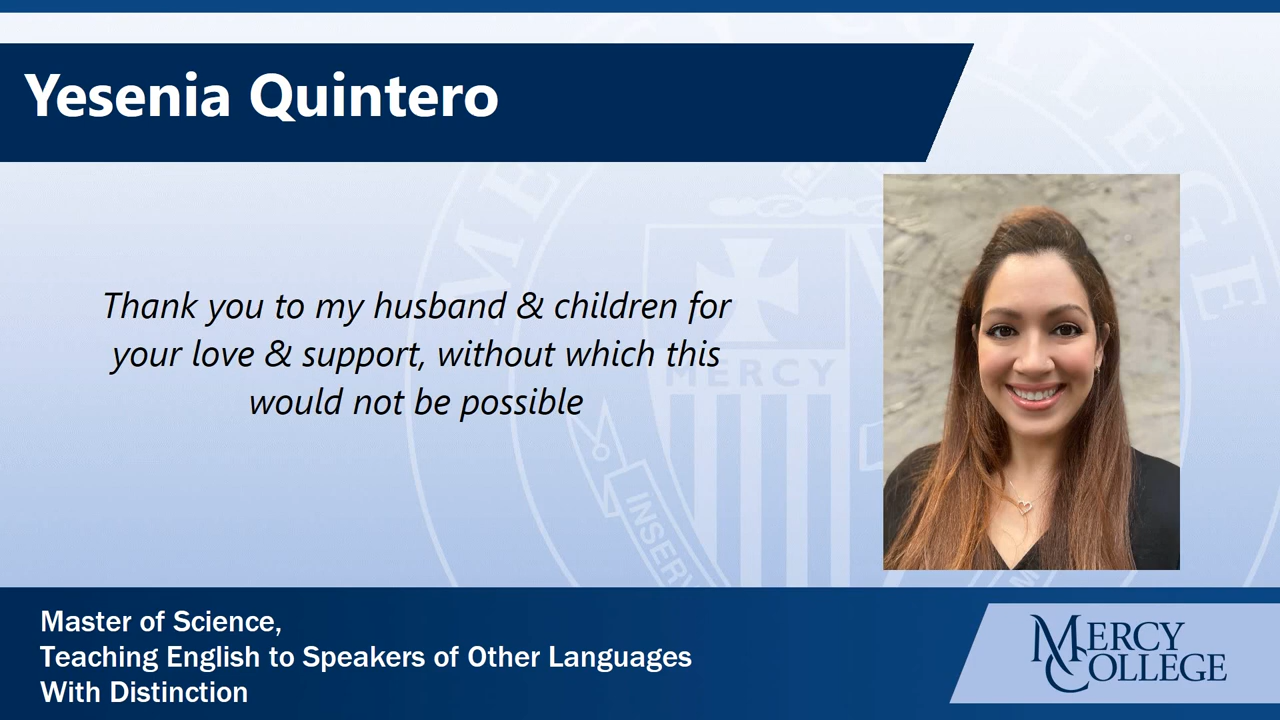 Yesenia Quintero
Thank you to my husband & children for
your love & support, without which this
would not be possible
MERCY
Master of Science,
Teaching English to Speakers of Other Languages
With Distinction
MERCY
COLLEGE